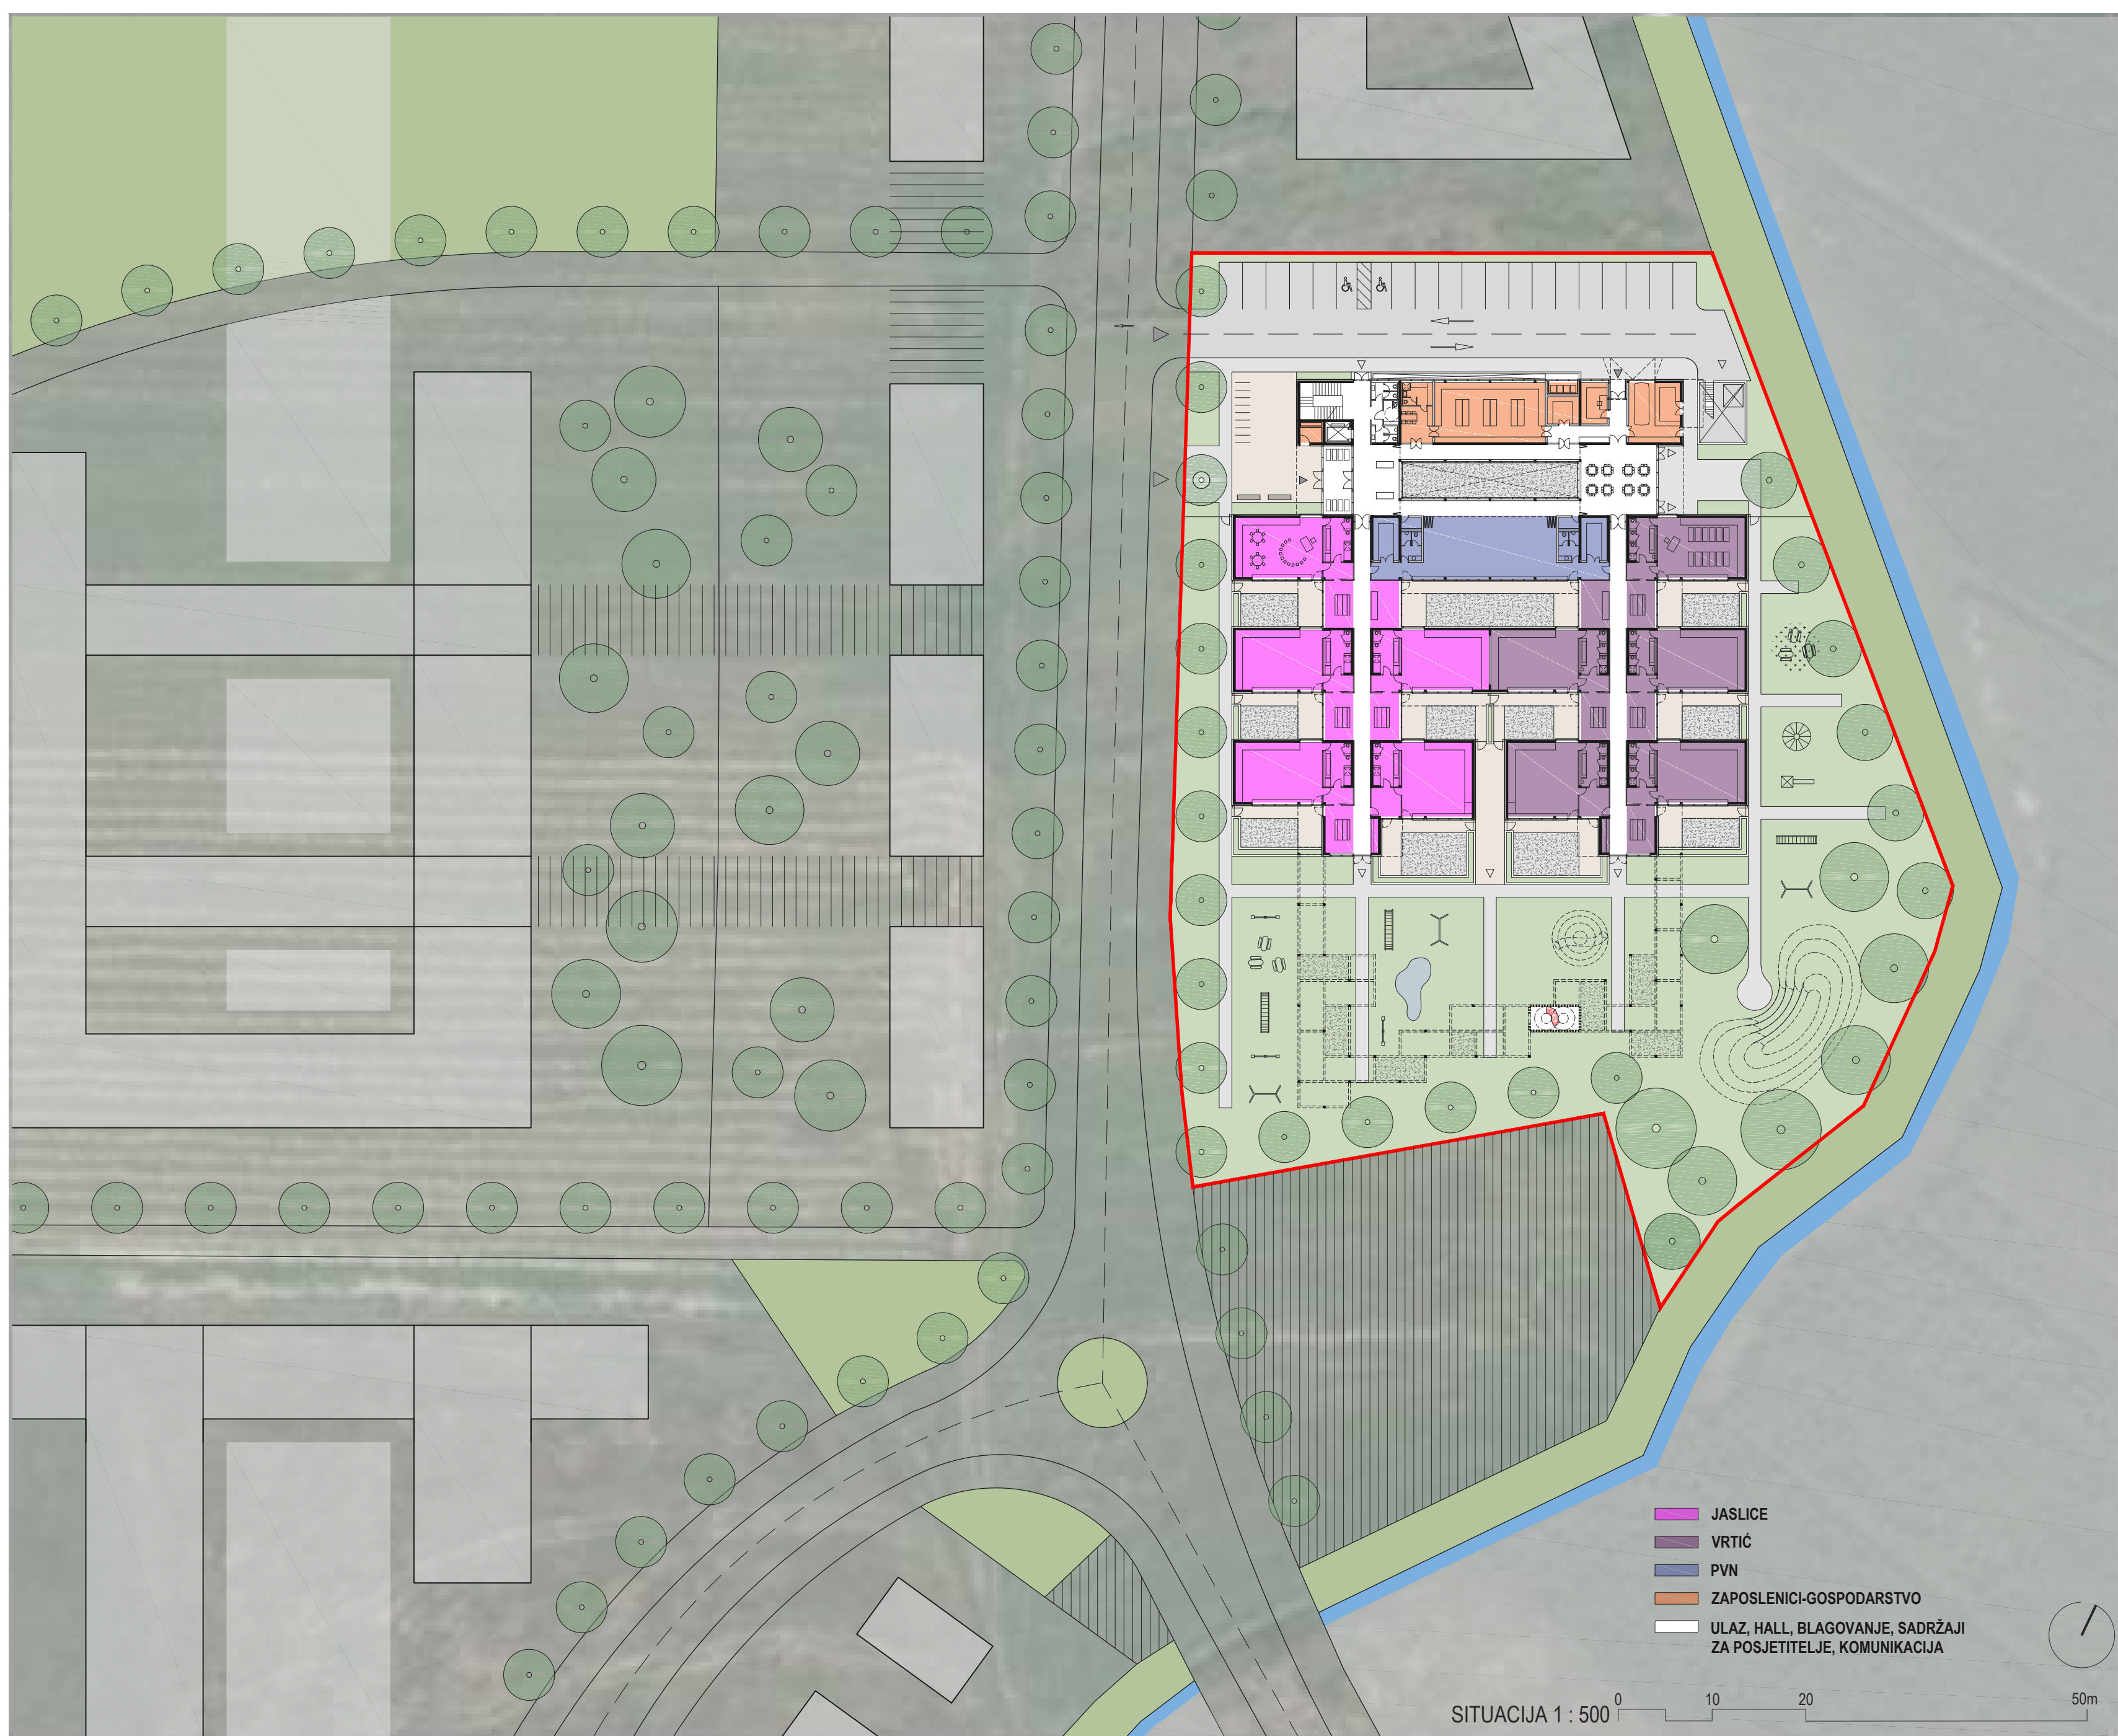 JASLICE
VRTIĆ
PVN
ZAPOSLENICI-GOSPODARSTVO
ULAZ, HALL, BLAGOVANJE, SADRŽAJI
ZA POSJETITELJE, KOMUNIKACIJA
SITUACIJA 1 : 500
0 10 20 50m